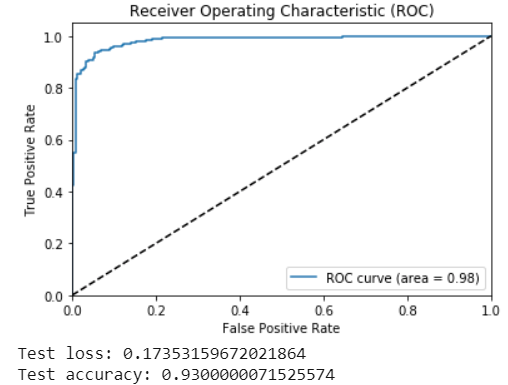 Receiver Operating Characteristic (ROC)
1.0
0.8
0.6
0.4
0.2
0.0
True Positive Rate
ROC curve (area = 0.98)
0.0 0.2 0.4 0.6 0.8 1.0
False Positive Rate
Test loss: 0.17353159672021864
Test accuracy: 0.9300000071525574